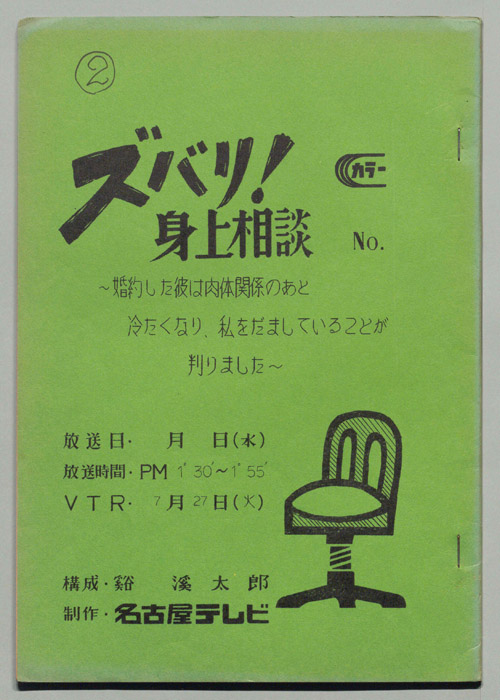 ②
ズバリ!
カラー
身上相談 No.
~婚約した彼は肉体関係のあと
冷たくなり、私をだましていることが
判りました~
放送日・ 月 日(水)
放送時間・PM 1°30′~1°55′
VTR・ 7月27日(火)
構成・谿 溪太郎
制作・名古屋テレビ